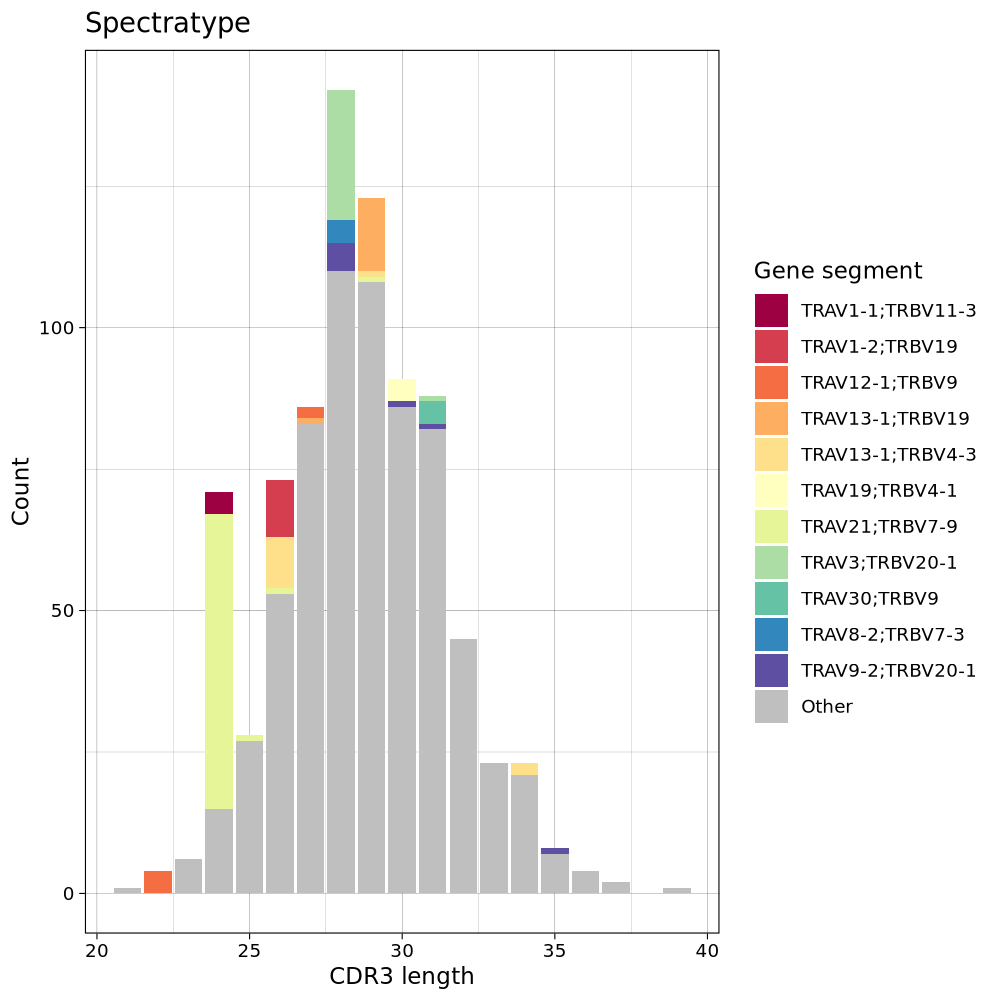 Spectratype
Count
100
50
0
20 25 30 35 40
CDR3 length
Gene segment
TRAV1-1;TRBV11-3
TRAV1-2;TRBV19
TRAV12-1;TRBV9
TRAV13-1;TRBV19
TRAV13-1;TRBV4-3
TRAV19;TRBV4-1
TRAV21;TRBV7-9
TRAV3;TRBV20-1
TRAV30;TRBV9
TRAV8-2;TRBV7-3
TRAV9-2;TRBV20-1
Other